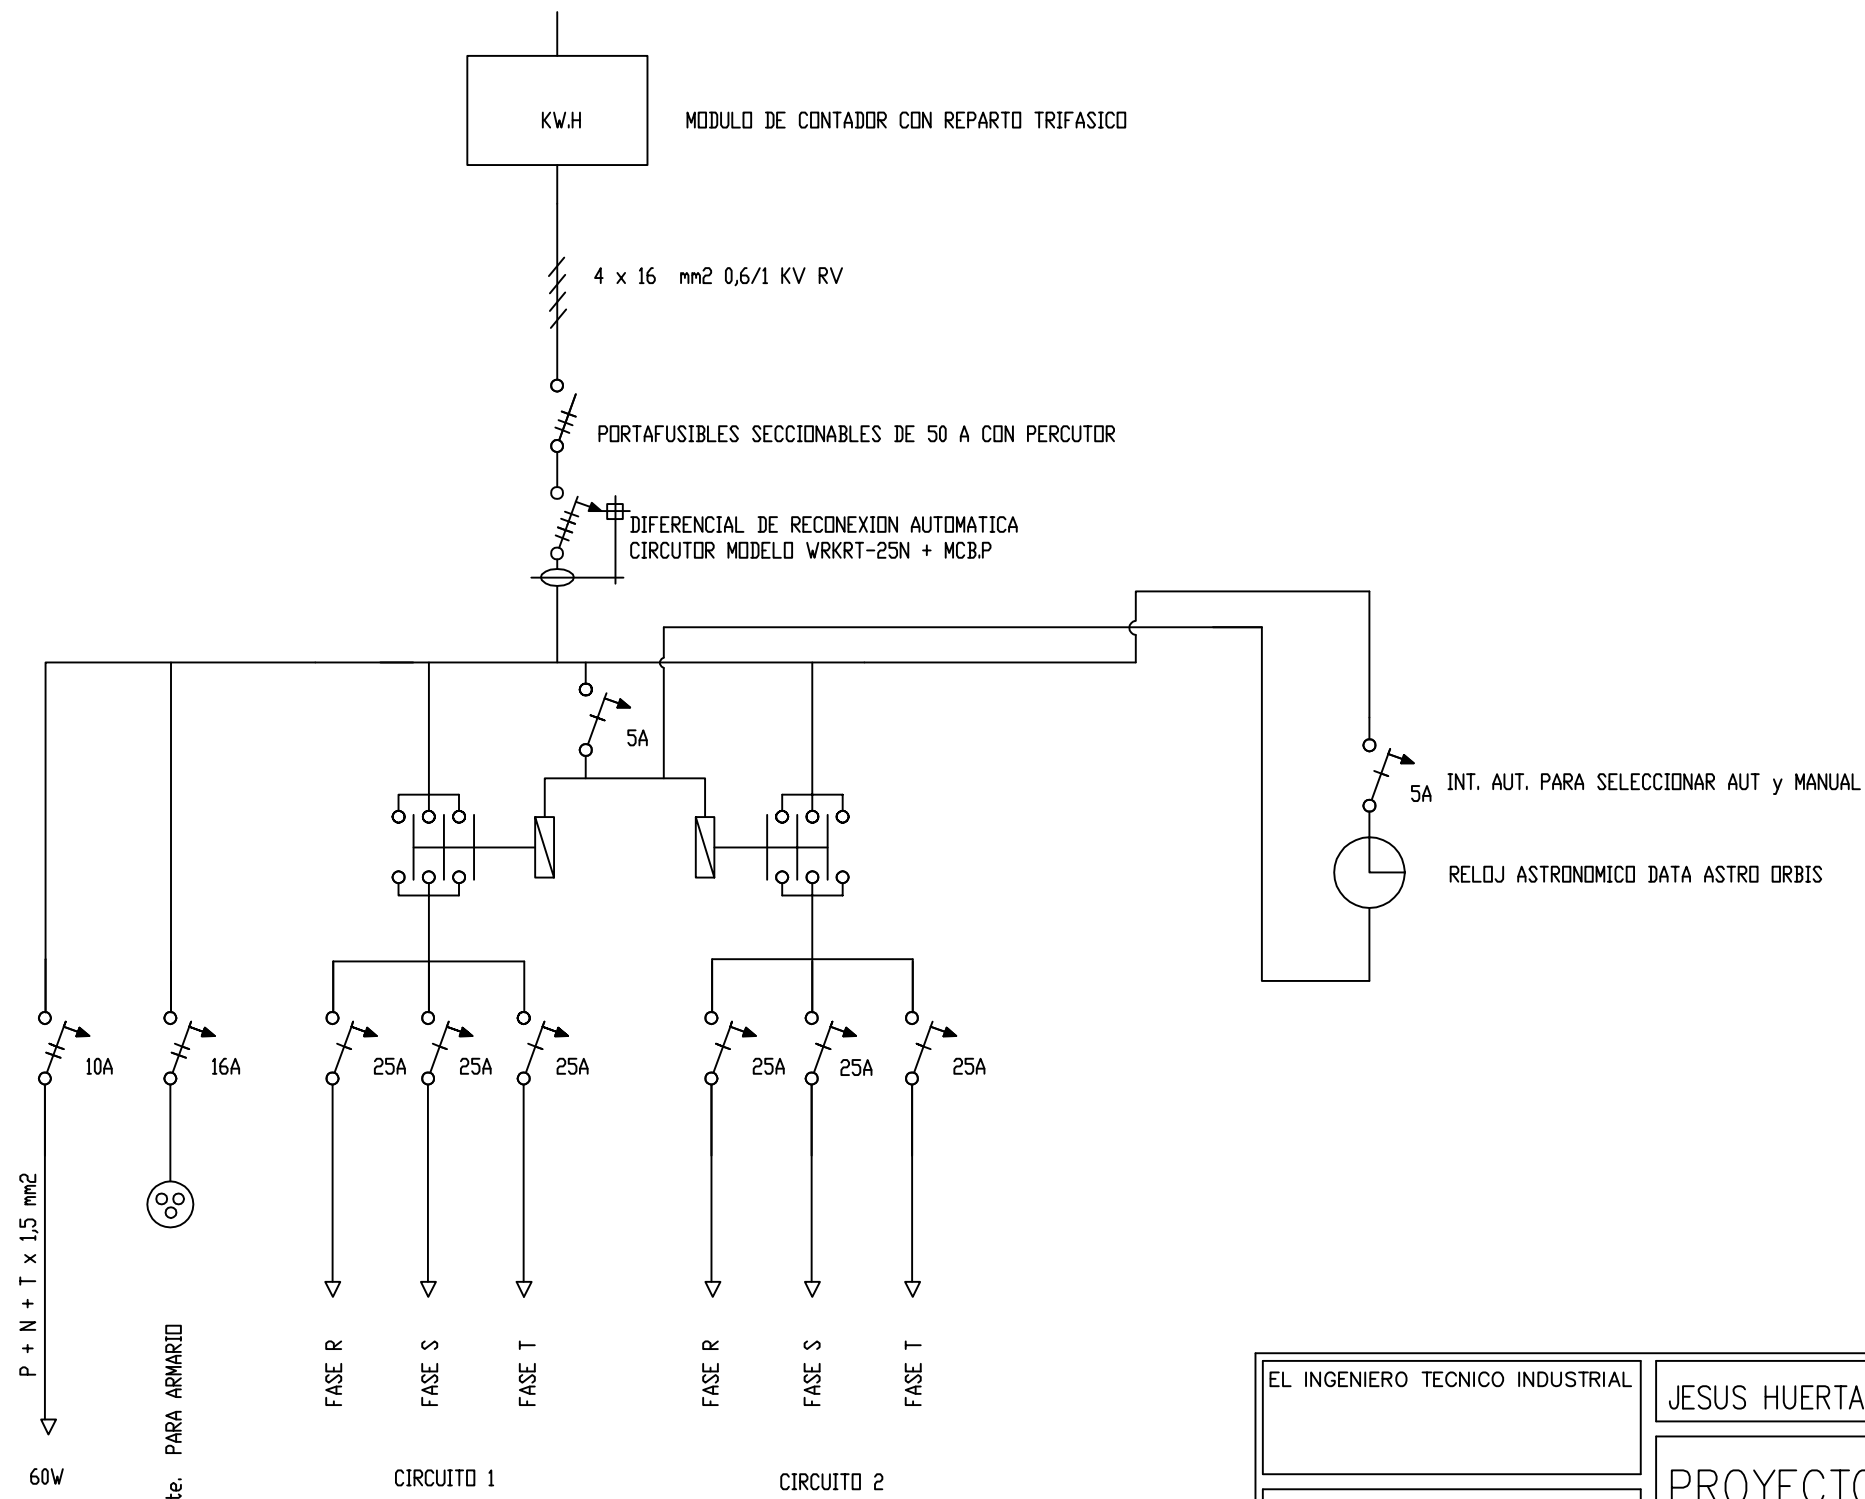 KW.H
MODULO DE CONTADOR CON REPARTO TRIFASICO
4 x 16 mm2 0,6/1 KV RV
PORTAFUSIBLES SECCIONABLES DE 50 A CON PERCUTOR
DIFERENCIAL DE RECONEXION AUTOMATICA
CIRCUTOR MODELO WRKRT-25N + MCB.P
5A
5A
INT. AUT. PARA SELECCIONAR AUT y MANUAL
RELOJ ASTRONOMICO DATA ASTRO ORBIS
10A
16A
25A
25A
25A
25A
25A
25A
P + N + T x 1,5 mm2
te. PARA ARMARIO
FASE R
FASE S
FASE T
FASE R
FASE S
FASE T
60W
CIRCUITO 1
CIRCUITO 2
EL INGENIERO TECNICO INDUSTRIAL
JESUS HUERTA
PROYECTO